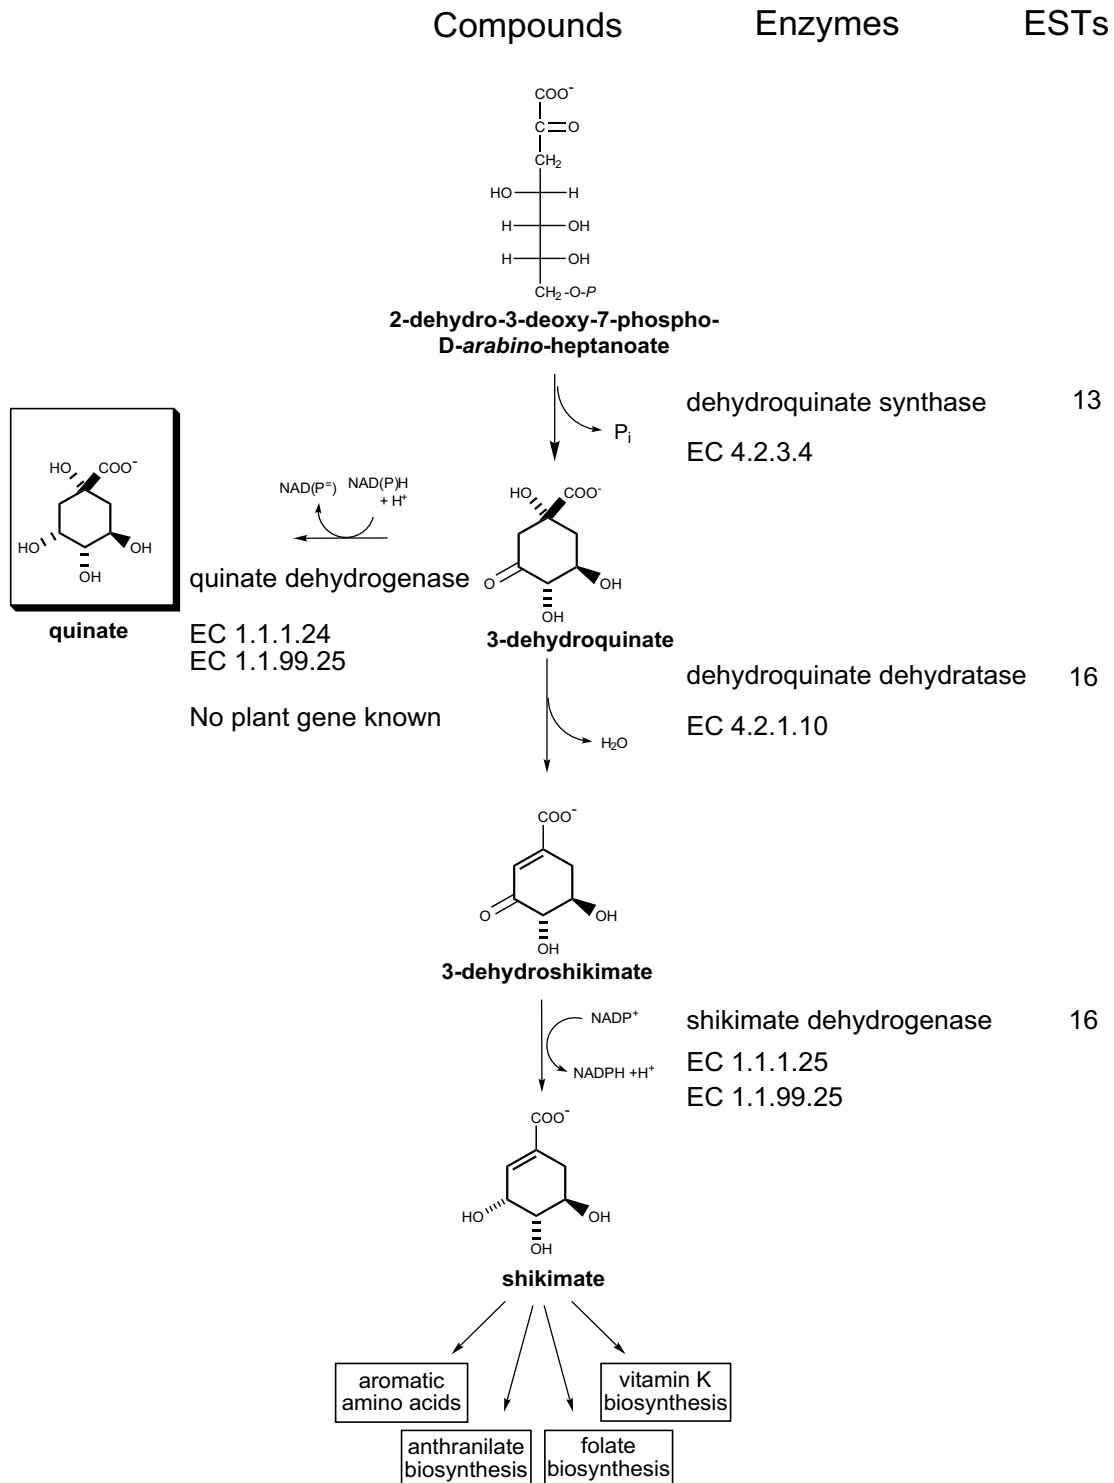 Compounds Enzymes ESTs
COO⁻
C=O
CH₂
HO H
H OH
H OH
CH₂-O-P
2-dehydro-3-deoxy-7-phospho-
D-arabino-heptanoate
dehydroquinate synthase 13
Pᵢ
EC 4.2.3.4
HO COO⁻
HO OH
OH
quinate
NAD(P⁼) NAD(P)H
+ H⁺
quinate dehydrogenase
EC 1.1.1.24
EC 1.1.99.25
No plant gene known
HO COO⁻
O OH
OH
3-dehydroquinate
dehydroquinate dehydratase 16
EC 4.2.1.10
H₂O
COO⁻
O OH
OH
3-dehydroshikimate
NADP⁺
NADPH +H⁺
shikimate dehydrogenase 16
EC 1.1.1.25
EC 1.1.99.25
COO⁻
HO OH
OH
shikimate
aromatic
amino acids
vitamin K
biosynthesis
anthranilate
biosynthesis
folate
biosynthesis